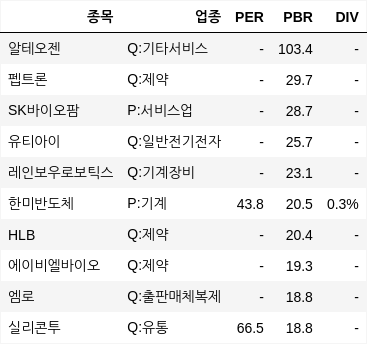 종목 업종 PER PBR DIV
알테오젠 Q:기타서비스 - 103.4 -
펩트론 Q:제약 - 29.7 -
SK바이오팜 P:서비스업 - 28.7 -
유티아이 Q:일반전기전자 - 25.7 -
레인보우로보틱스 Q:기계장비 - 23.1 -
한미반도체 P:기계 43.8 20.5 0.3%
HLB Q:제약 - 20.4 -
에이비엘바이오 Q:제약 - 19.3 -
엠로 Q:출판매체복제 - 18.8 -
실리콘투 Q:유통 66.5 18.8 -